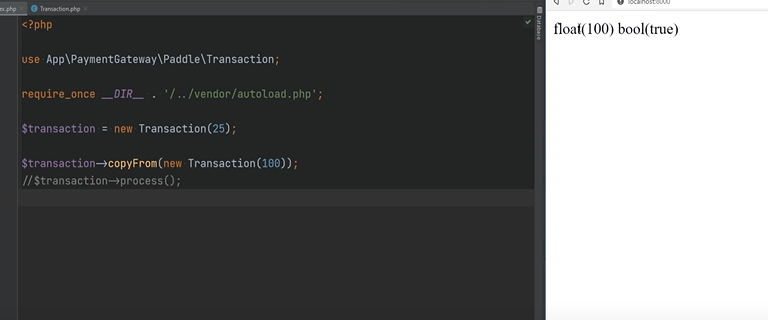 ex.php
Transaction.php
<?php
use App\PaymentGateway\Paddle\Transaction;
require_once __DIR__ . '/../vendor/autoload.php';
$transaction = new Transaction(25);
$transaction->copyFrom(new Transaction(100));
//$transaction->process();
Database
localhost:8000
float(100) bool(true)